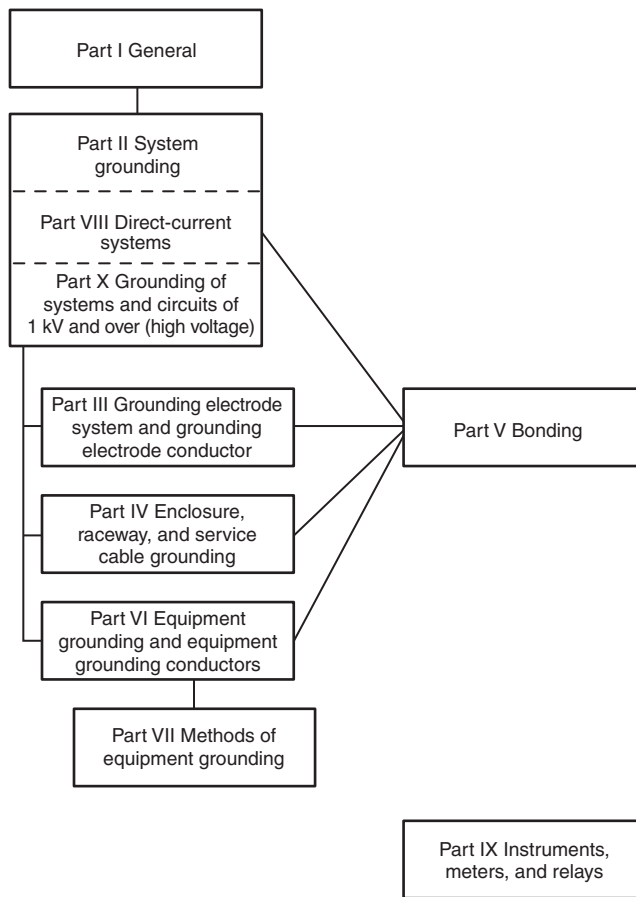 Part I General
Part II System
grounding
Part VIII Direct-current
systems
Part X Grounding of
systems and circuits of
1 kV and over (high voltage)
Part III Grounding electrode
system and grounding
electrode conductor
Part V Bonding
Part IV Enclosure,
raceway, and service
cable grounding
Part VI Equipment
grounding and equipment
grounding conductors
Part VII Methods of
equipment grounding
Part IX Instruments,
meters, and relays